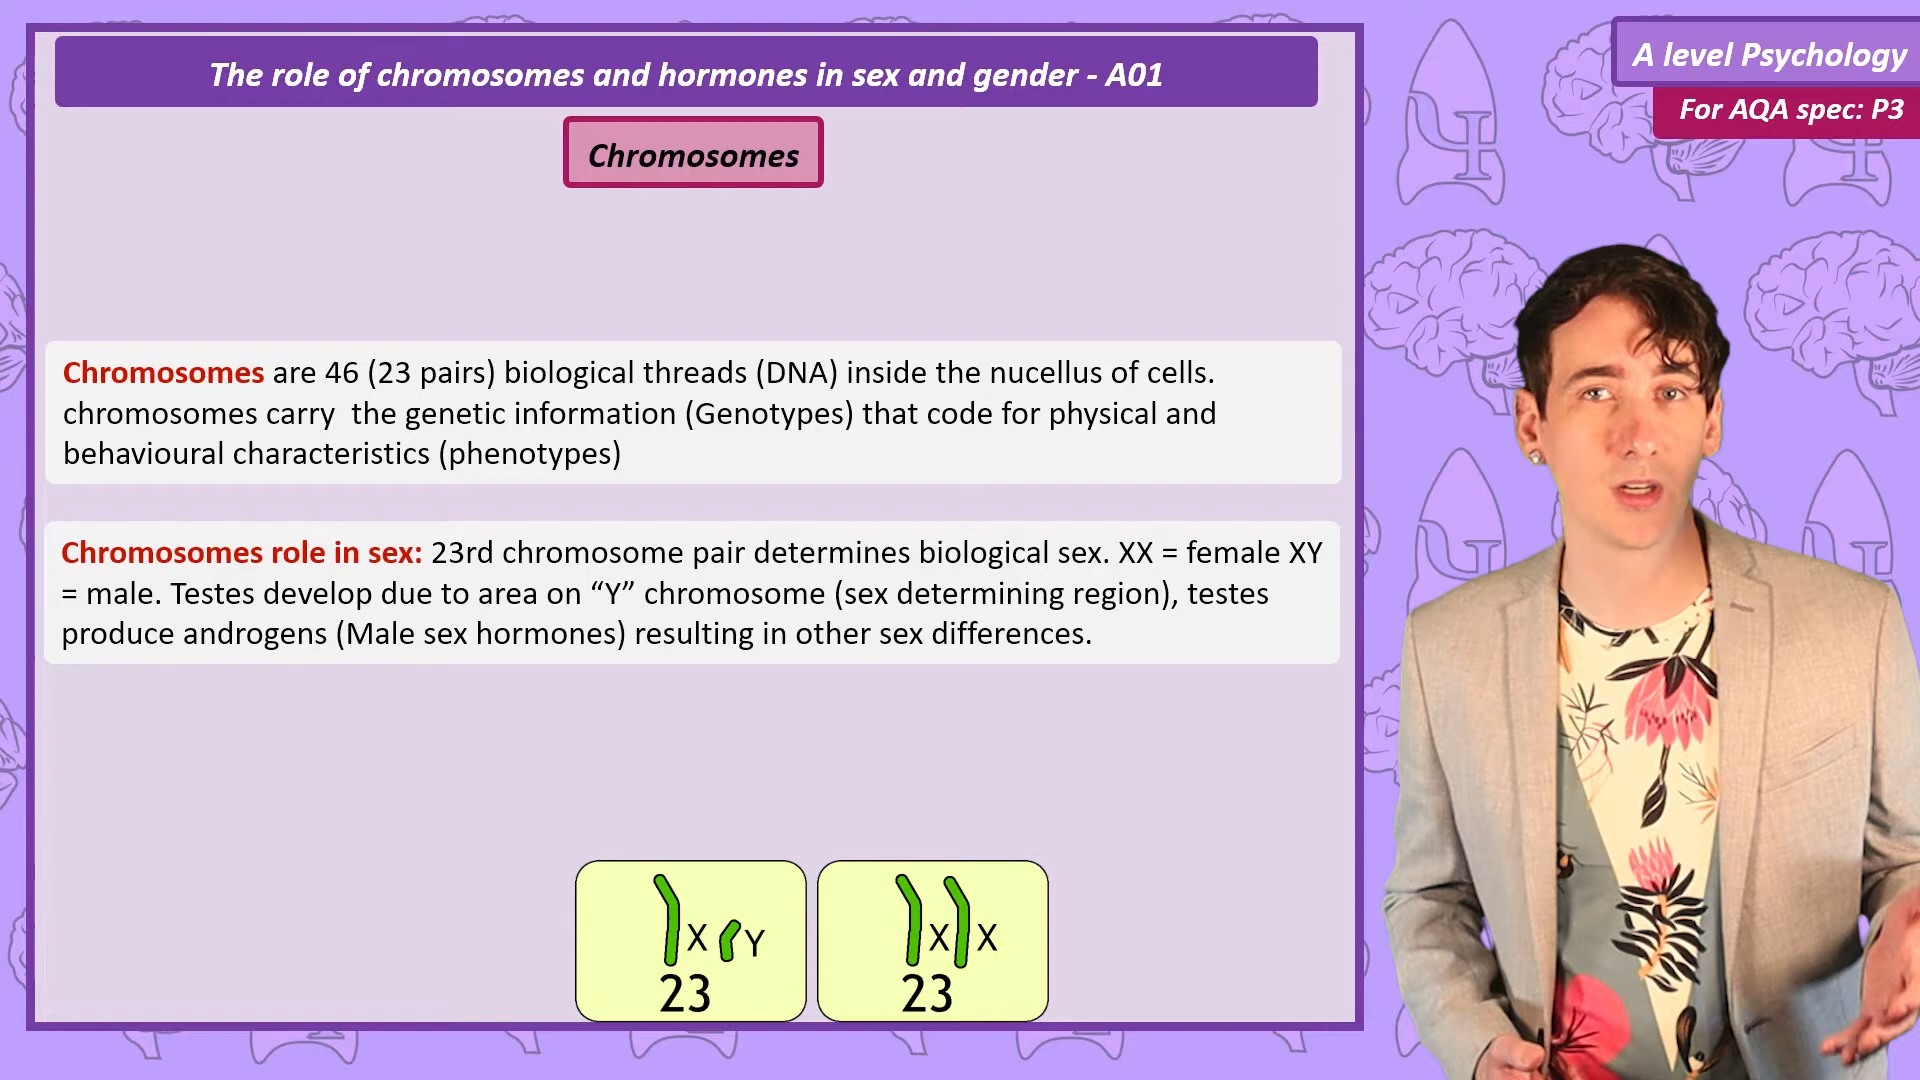 The role of chromosomes and hormones in sex and gender - A01
A level Psychology
For AQA spec: P3
Chromosomes
Chromosomes are 46 (23 pairs) biological threads (DNA) inside the nucellus of cells.
chromosomes carry  the genetic information (Genotypes) that code for physical and
behavioural characteristics (phenotypes)
Chromosomes role in sex: 23rd chromosome pair determines biological sex. XX = female XY
= male. Testes develop due to area on “Y” chromosome (sex determining region), testes
produce androgens (Male sex hormones) resulting in other sex differences.
X Y
23
X X
23